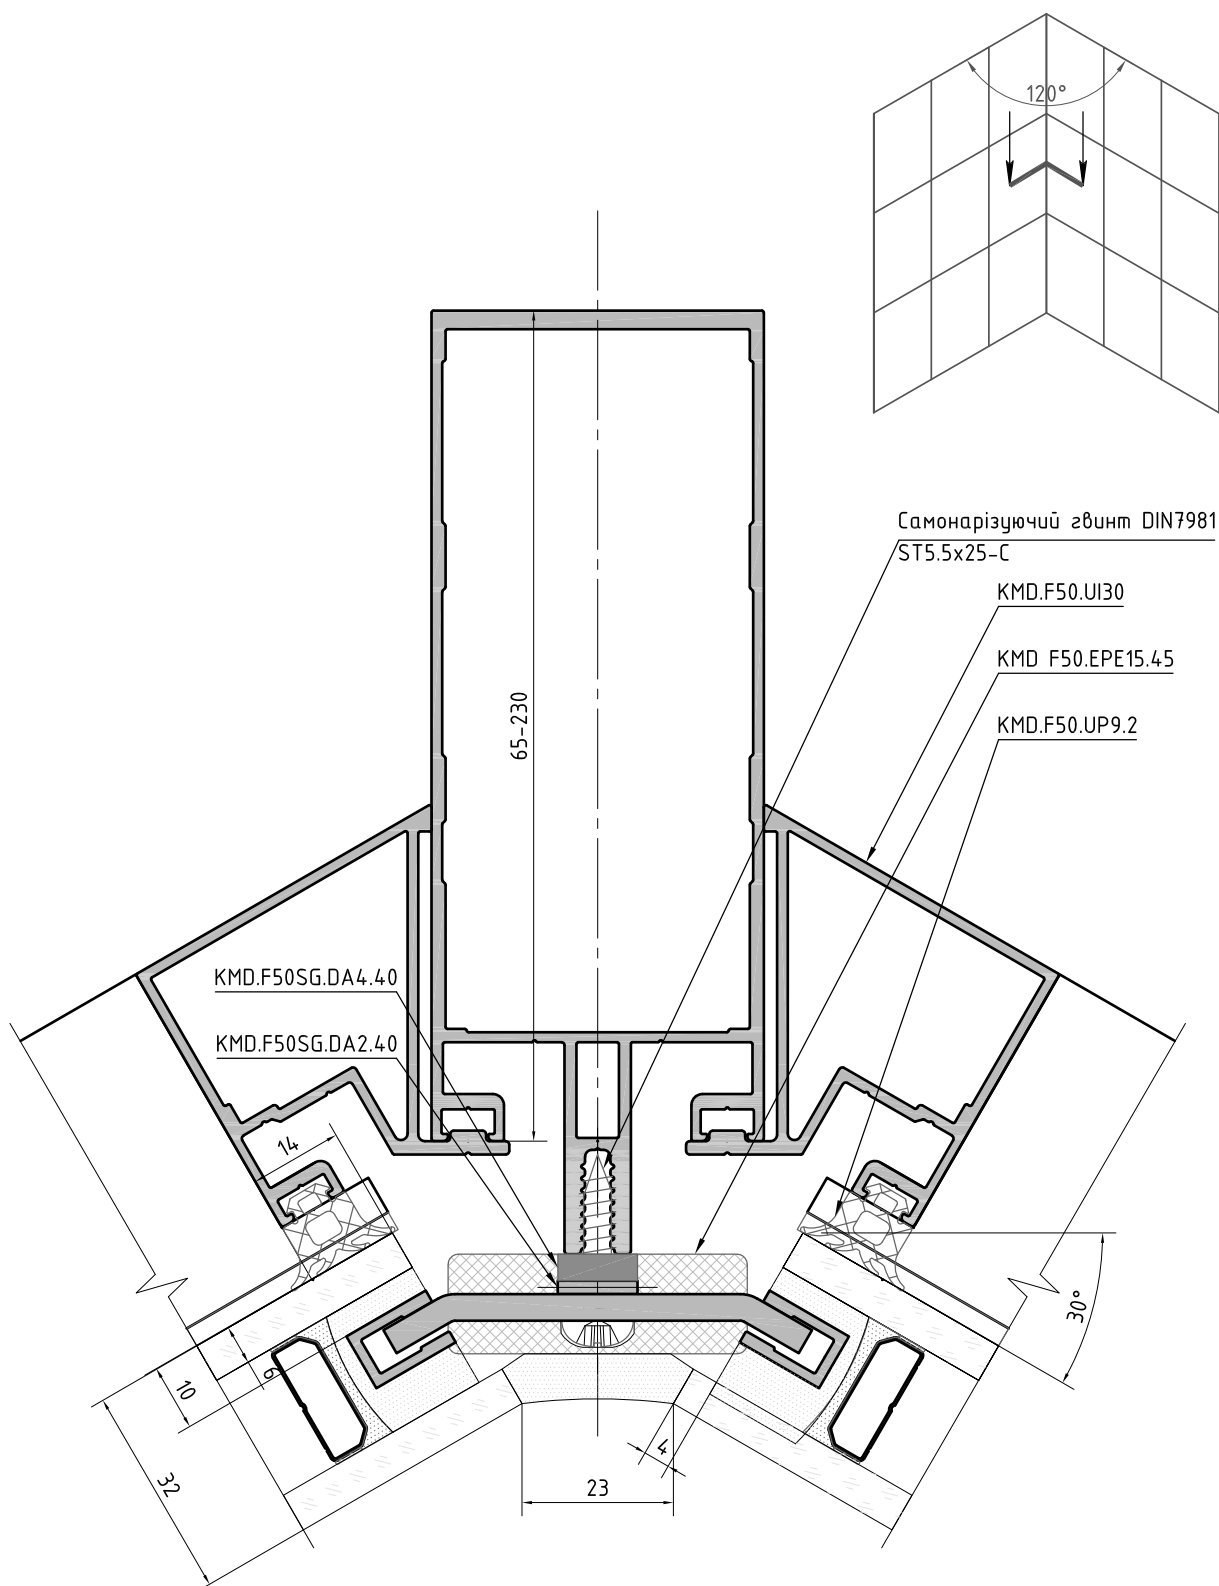 120°
Самонарізуючий гвинт DIN7981
ST5.5x25-C
KMD.F50.UI30
KMD F50.EPE15.45
65-230
KMD.F50.UP9.2
KMD.F50SG.DA4.40
KMD.F50SG.DA2.40
14
30°
6
10
4
32
23